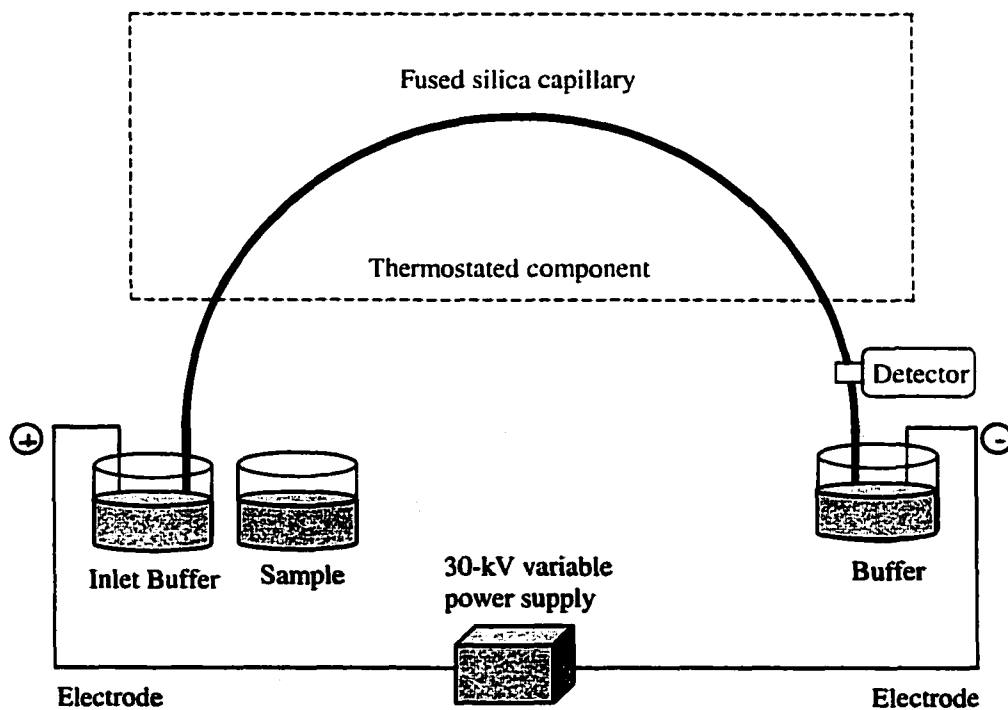 Fused silica capillary
Thermostated component
Detector
+
-
Inlet Buffer
Sample
30-kV variable
power supply
Buffer
Electrode
Electrode